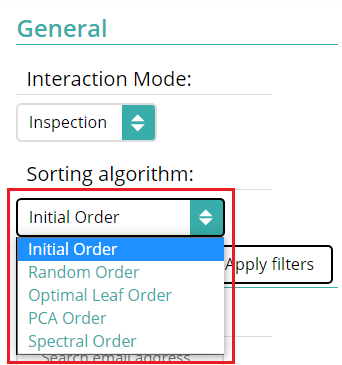 General
Interaction Mode:
Inspection
Sorting algorithm:
Initial Order
Initial Order
Random Order
Apply filters
Optimal Leaf Order
PCA Order
Spectral Order
Search email address